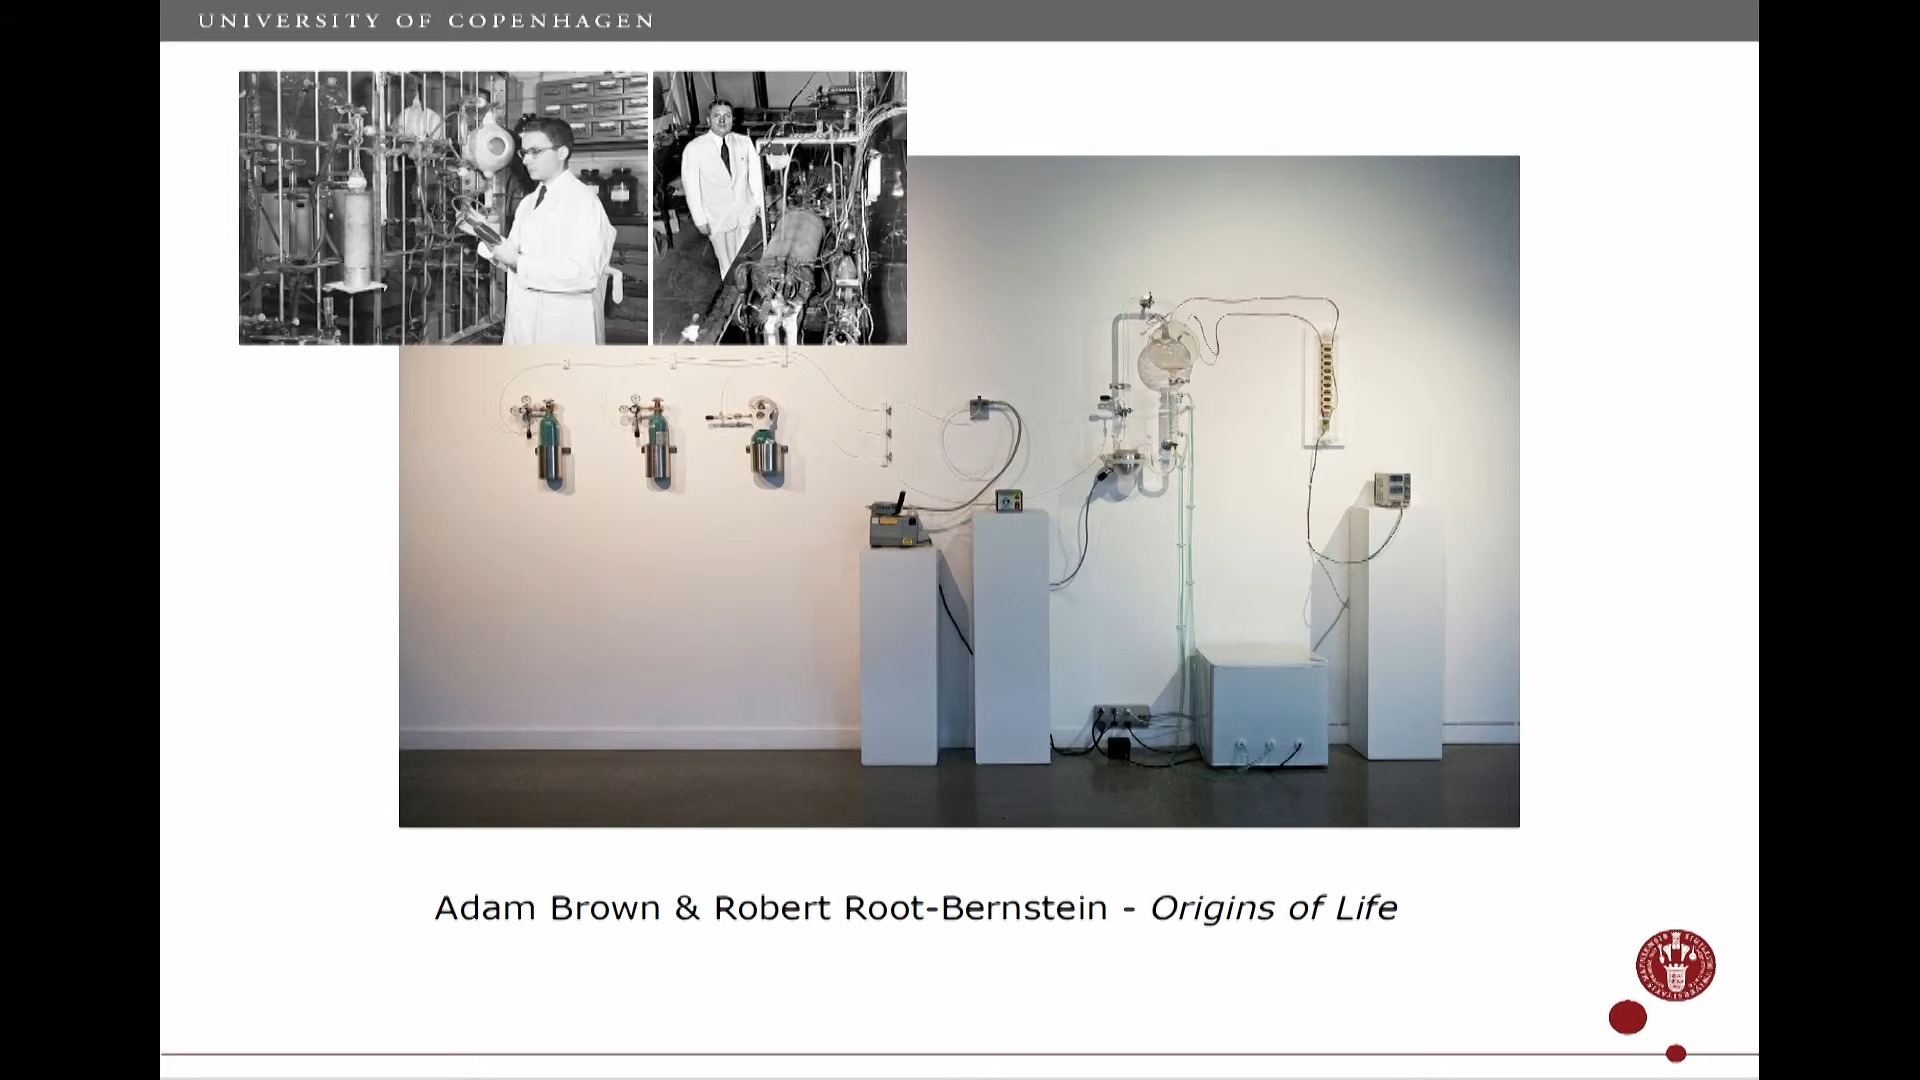 UNIVERSITY OF COPENHAGEN
Adam Brown & Robert Root-Bernstein - Origins of Life